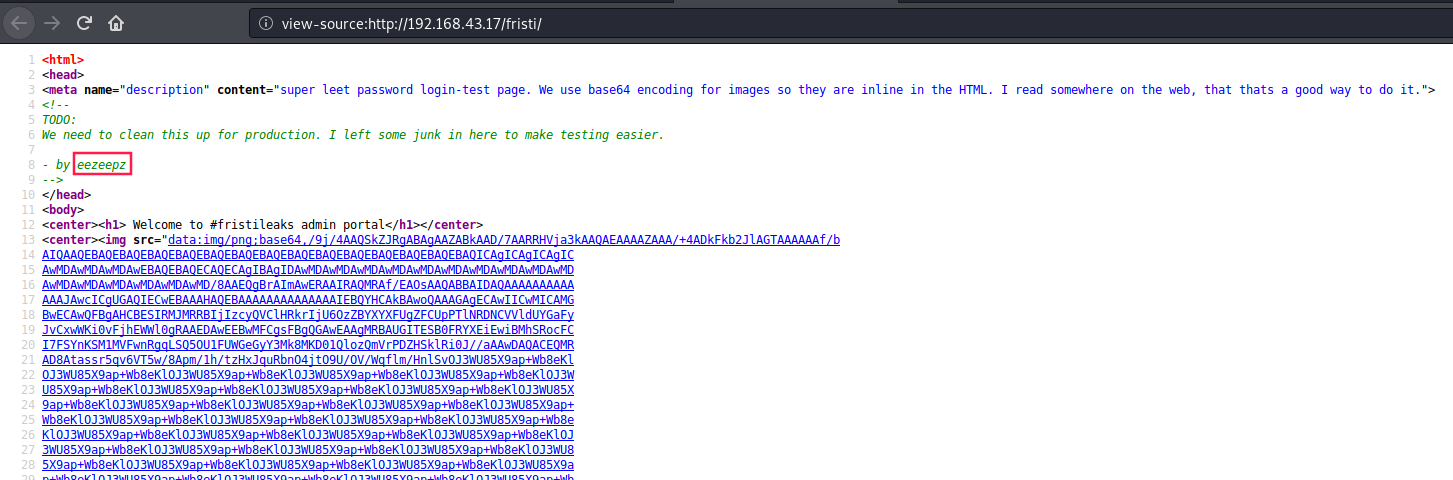 view-source:http://192.168.43.17/fristi/
1 <html>
2 <head>
3 <meta name="description" content="super leet password login-test page. We use base64 encoding for images so they are inline in the HTML. I read somewhere on the web, that thats a good way to do it.">
4 <!--
5 TODO:
6 We need to clean this up for production. I left some junk in here to make testing easier.
7
8 - by eezeepz
9 -->
10 </head>
11 <body>
12 <center><h1> Welcome to #fristileaks admin portal</h1></center>
13 <center><img src="data:img/png;base64,/9j/4AAQSkZJRgABAgAAZABkAAD/7AARRHVja3kAAQAEAAAAZAAA/+4ADkFkb2JlAGTAAAAAAf/b
14 AIQAAQEBAQEBAQEBAQEBAQEBAQEBAQEBAQEBAQEBAQEBAQEBAQEBAQEBAQEBAQICAgICAgICAgIC
15 AwMDAwMDAwMDAwEBAQEBAQECAQECAgIBAgIDAwMDAwMDAwMDAwMDAwMDAwMDAwMDAwMDAwMDAwMD
16 AwMDAwMDAwMDAwMDAwMDAwMD/8AAEQgBrAImAwERAAIRAQMRAf/EAOsAAQABBAIDAQAAAAAAAAAA
17 AAAJAwcICgUGAQIECwEBAAAHAQEBAAAAAAAAAAAAAAIEBQYHCAkBAwoQAAAGAgECAwIICwMICAMG
18 BwECAwQFBgAHCBESIRMJMRRBIjIzcyQVClHRkrIjU6OzZBYXYXFUgZFCUpPTlNRDNCVVldUYGaFy
19 JvCxwWKi0vFjhEWWl0gRAAEDAwEEBwMFCgsFBgQGAwEAAgMRBAUGITESB0FRYXEiEwiBMhSRocFC
20 I7FSYnKSM1MVFwnRgqLSQ5OU1FUWGeGyY3Mk8MKD01QlozQmVrPDZHSklRi0J//aAAwDAQACEQMR
21 AD8Atassr5qv6VT5w/8Apm/1h/tzHxJquRbnO4jtO9U/OV/Wqflm/HnlSvOJ3WU85X9ap+Wb8eKl
22 OJ3WU85X9ap+Wb8eKlOJ3WU85X9ap+Wb8eKlOJ3WU85X9ap+Wb8eKlOJ3WU85X9ap+Wb8eKlOJ3W
23 U85X9ap+Wb8eKlOJ3WU85X9ap+Wb8eKlOJ3WU85X9ap+Wb8eKlOJ3WU85X9ap+Wb8eKlOJ3WU85X
24 9ap+Wb8eKlOJ3WU85X9ap+Wb8eKlOJ3WU85X9ap+Wb8eKlOJ3WU85X9ap+Wb8eKlOJ3WU85X9ap+
25 Wb8eKlOJ3WU85X9ap+Wb8eKlOJ3WU85X9ap+Wb8eKlOJ3WU85X9ap+Wb8eKlOJ3WU85X9ap+Wb8e
26 KlOJ3WU85X9ap+Wb8eKlOJ3WU85X9ap+Wb8eKlOJ3WU85X9ap+Wb8eKlOJ3WU85X9ap+Wb8eKlOJ
27 3WU85X9ap+Wb8eKlOJ3WU85X9ap+Wb8eKlOJ3WU85X9ap+Wb8eKlOJ3WU85X9ap+Wb8eKlOJ3WU8
28 5X9ap+Wb8eKlOJ3WU85X9ap+Wb8eKlOJ3WU85X9ap+Wb8eKlOJ3WU85X9ap+Wb8eKlOJ3WU85X9a